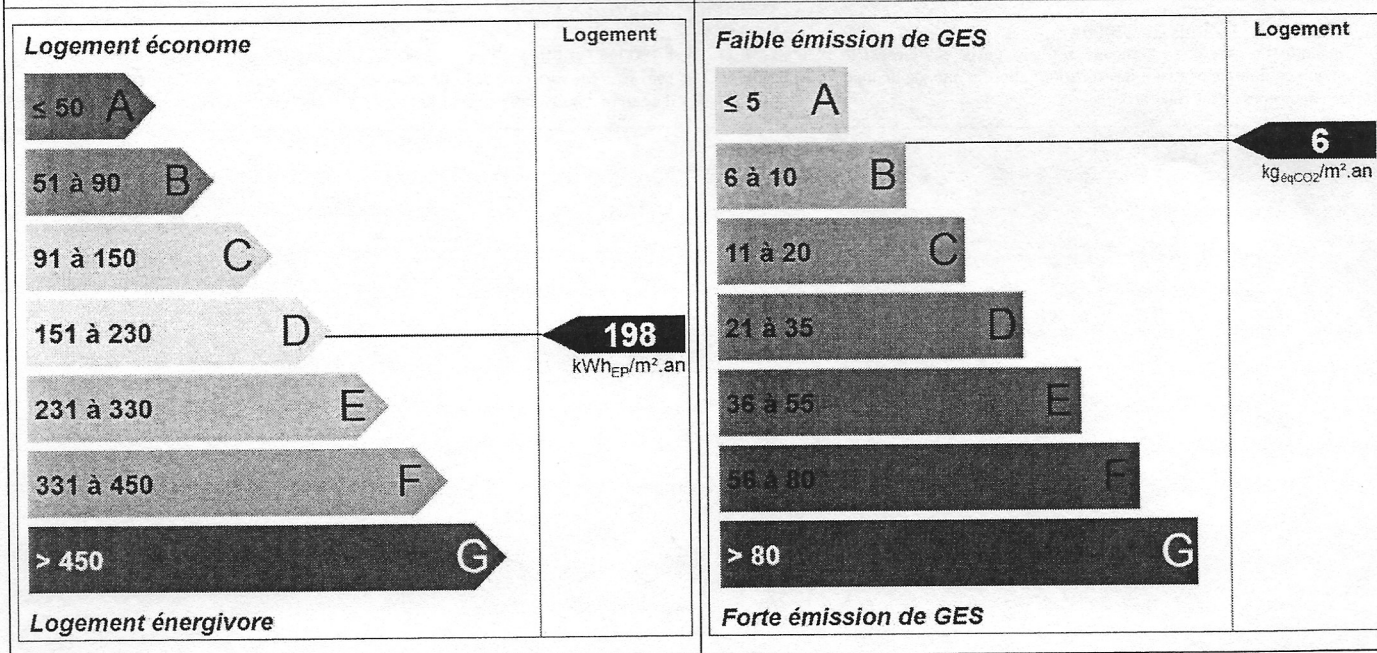 Logement économe
Logement
≤ 50 A
51 à 90 B
91 à 150 C
151 à 230 D
198
kWhEP/m².an
231 à 330 E
331 à 450 F
> 450 G
Logement énergivore
Faible émission de GES
Logement
≤ 5 A
6
kgéqCO2/m².an
6 à 10 B
11 à 20 C
21 à 35 D
36 à 55 E
56 à 80 F
> 80 G
Forte émission de GES